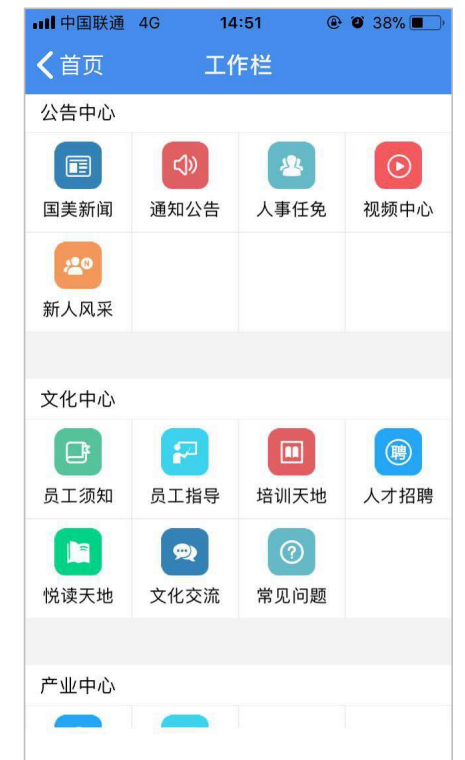 中国联通 4G 14:51 38%
首页 工作栏
公告中心
国美新闻 通知公告 人事任免 视频中心
N
新人风采
文化中心
聘
员工须知 员工指导 培训天地 人才招聘
?
悦读天地 文化交流 常见问题
产业中心